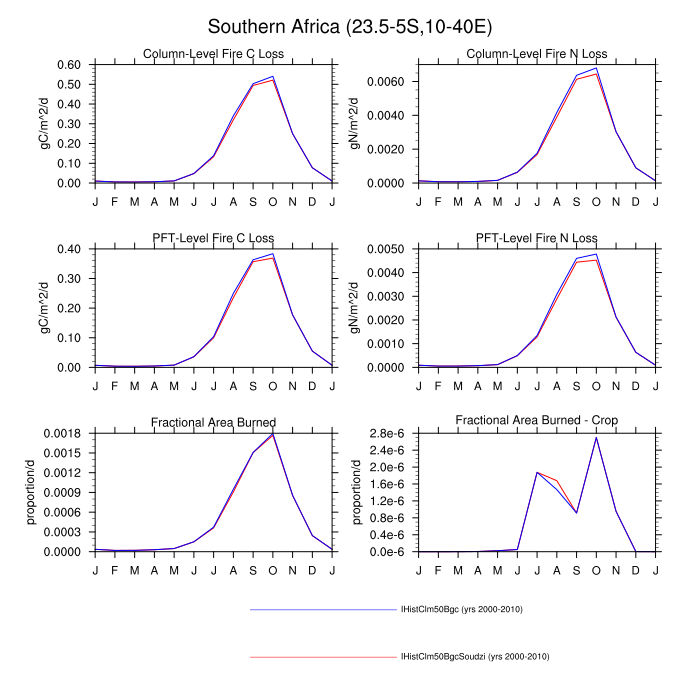 Southern Africa (23.5-5S,10-40E)
Column-Level Fire C Loss
gC/m^2/d
0.60
0.50
0.40
0.30
0.20
0.10
0.00
J F M A M J J A S O N D J
Column-Level Fire N Loss
gN/m^2/d
0.0060
0.0040
0.0020
0.0000
J F M A M J J A S O N D J
PFT-Level Fire C Loss
gC/m^2/d
0.40
0.30
0.20
0.10
0.00
J F M A M J J A S O N D J
PFT-Level Fire N Loss
gN/m^2/d
0.0050
0.0040
0.0030
0.0020
0.0010
0.0000
J F M A M J J A S O N D J
Fractional Area Burned
proportion/d
0.0018
0.0015
0.0012
0.0009
0.0006
0.0003
0.0000
J F M A M J J A S O N D J
Fractional Area Burned - Crop
proportion/d
2.8e-6
2.4e-6
2.0e-6
1.6e-6
1.2e-6
0.8e-6
0.4e-6
0.0e-6
J F M A M J J A S O N D J
IHistClm50Bgc (yrs 2000-2010)
IHistClm50BgcSoudzi (yrs 2000-2010)